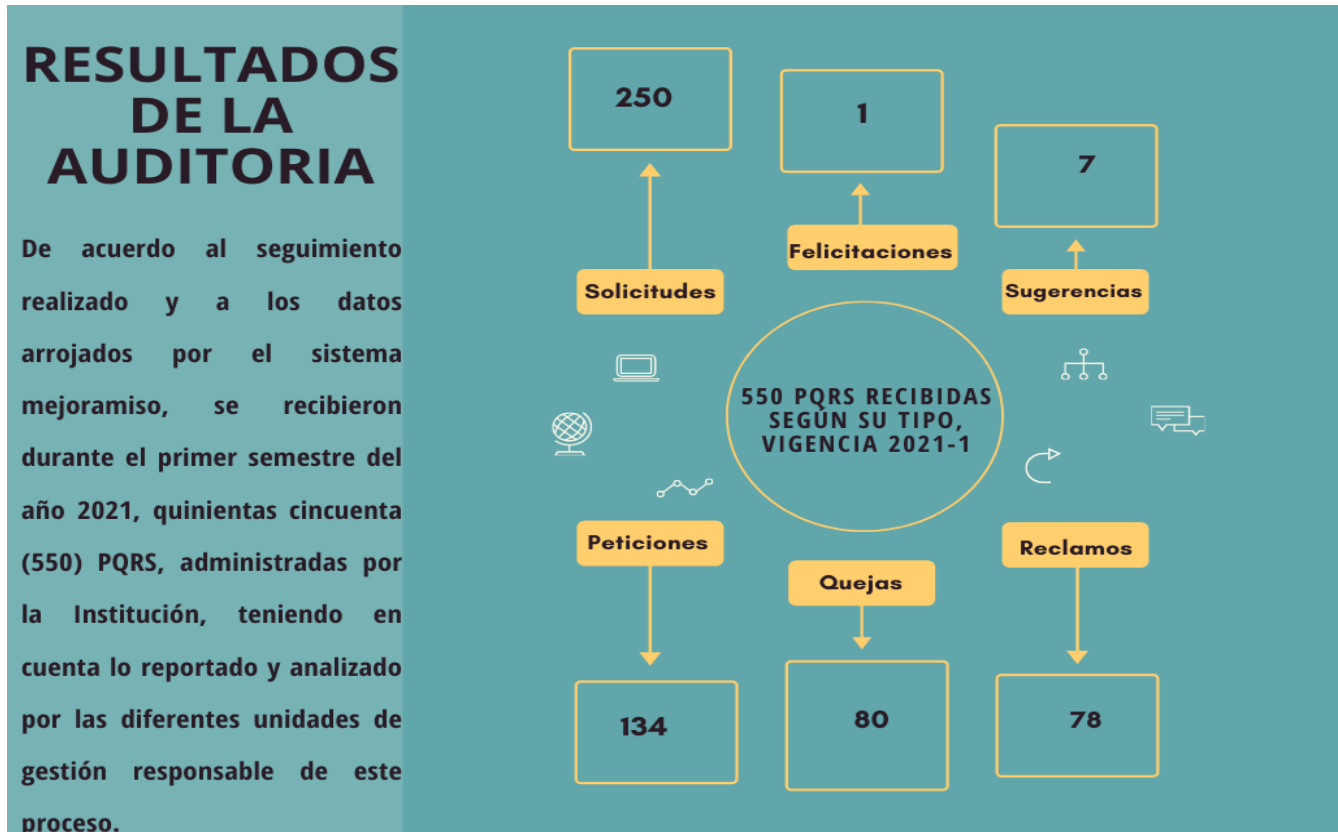 RESULTADOS
DE LA
AUDITORIA
De acuerdo al seguimiento
realizado y a los datos
arrojados por el sistema
mejoramiso, se recibieron
durante el primer semestre del
año 2021, quinientas cincuenta
(550) PQRS, administradas por
la Institución, teniendo en
cuenta lo reportado y analizado
por las diferentes unidades de
gestión responsable de este
proceso.
250
1
7
Felicitaciones
Solicitudes
Sugerencias
550 PQRS RECIBIDAS
SEGÚN SU TIPO,
VIGENCIA 2021-1
Peticiones
Quejas
Reclamos
134
80
78